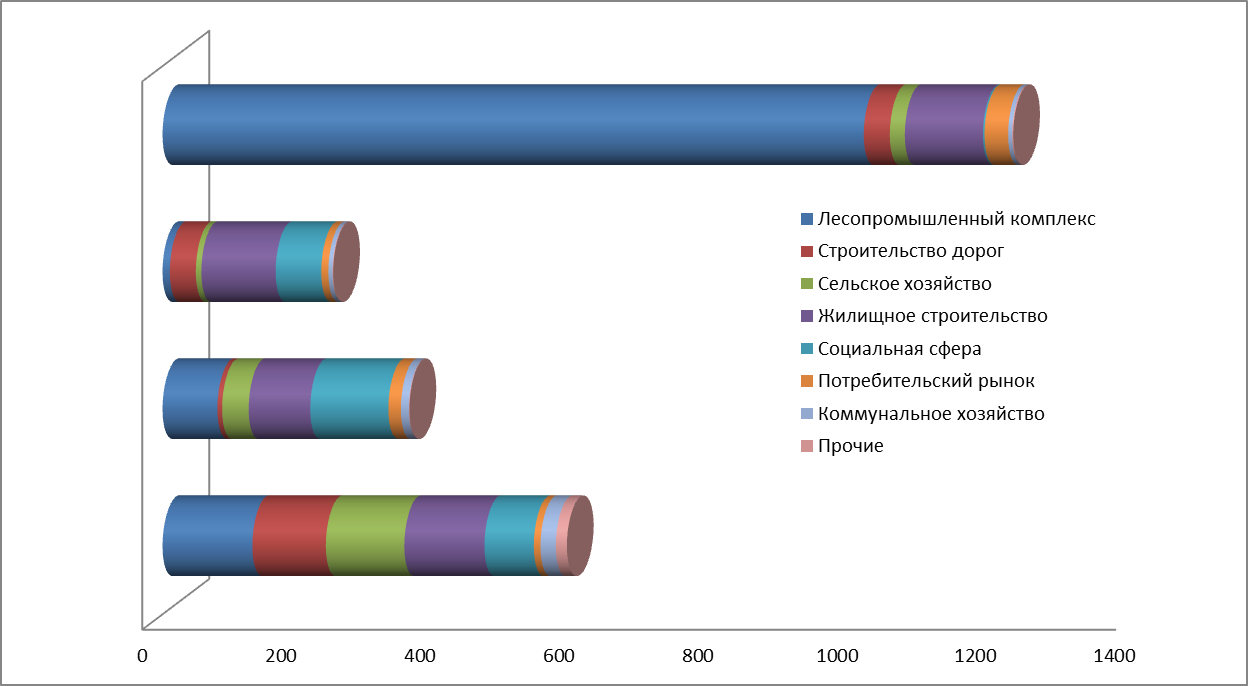 Лесопромышленный комплекс
Строительство дорог
Сельское хозяйство
Жилищное строительство
Социальная сфера
Потребительский рынок
Коммунальное хозяйство
Прочие
0 200 400 600 800 1000 1200 1400